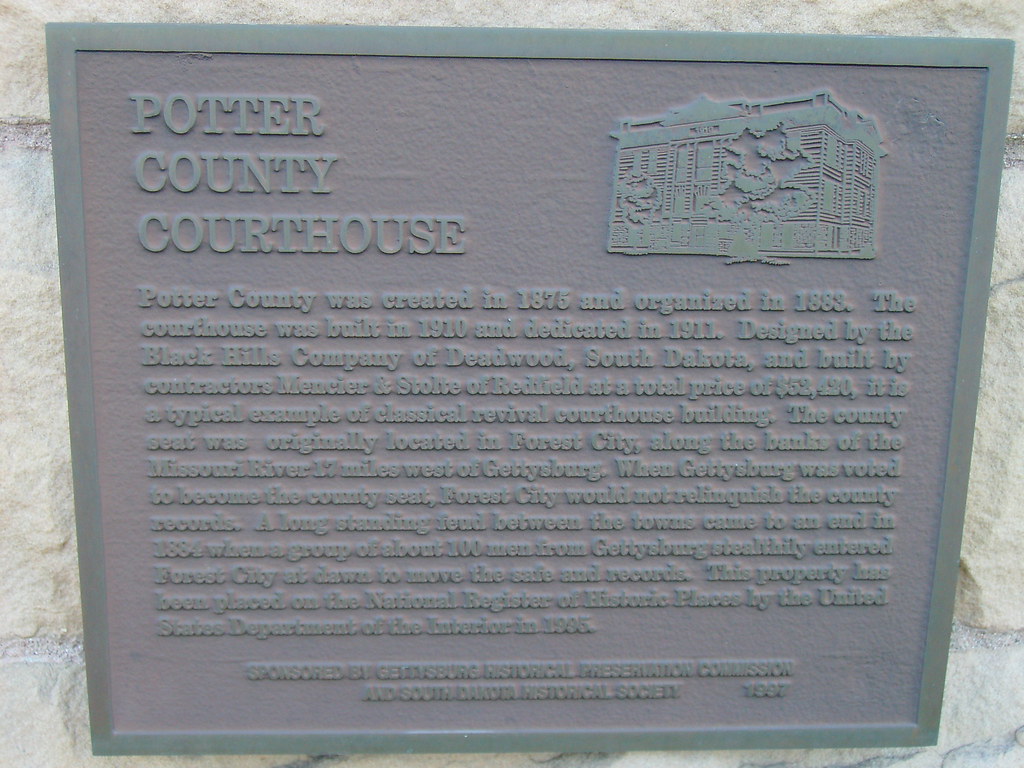 POTTER
COUNTY
COURTHOUSE
1910
Potter County was created in 1875 and organized in 1883. The
courthouse was built in 1910 and dedicated in 1911. Designed by the
Black Hills Company of Deadwood, South Dakota, and built by
contractors Mencier & Stolte of Redfield at a total price of $52,420, it is
a typical example of classical revival courthouse building. The county
seat was originally located in Forest City, along the banks of the
Missouri River 17 miles west of Gettysburg. When Gettysburg was voted
to become the county seat, Forest City would not relinquish the county
records. A long standing feud between the towns came to an end in
1884 when a group of about 100 men from Gettysburg stealthily entered
Forest City at dawn to move the safe and records. This property has
been placed on the National Register of Historic Places by the United
States Department of the Interior in 1995.
SPONSORED BY GETTYSBURG HISTORICAL PRESERVATION COMMISSION
AND SOUTH DAKOTA HISTORICAL SOCIETY 1997